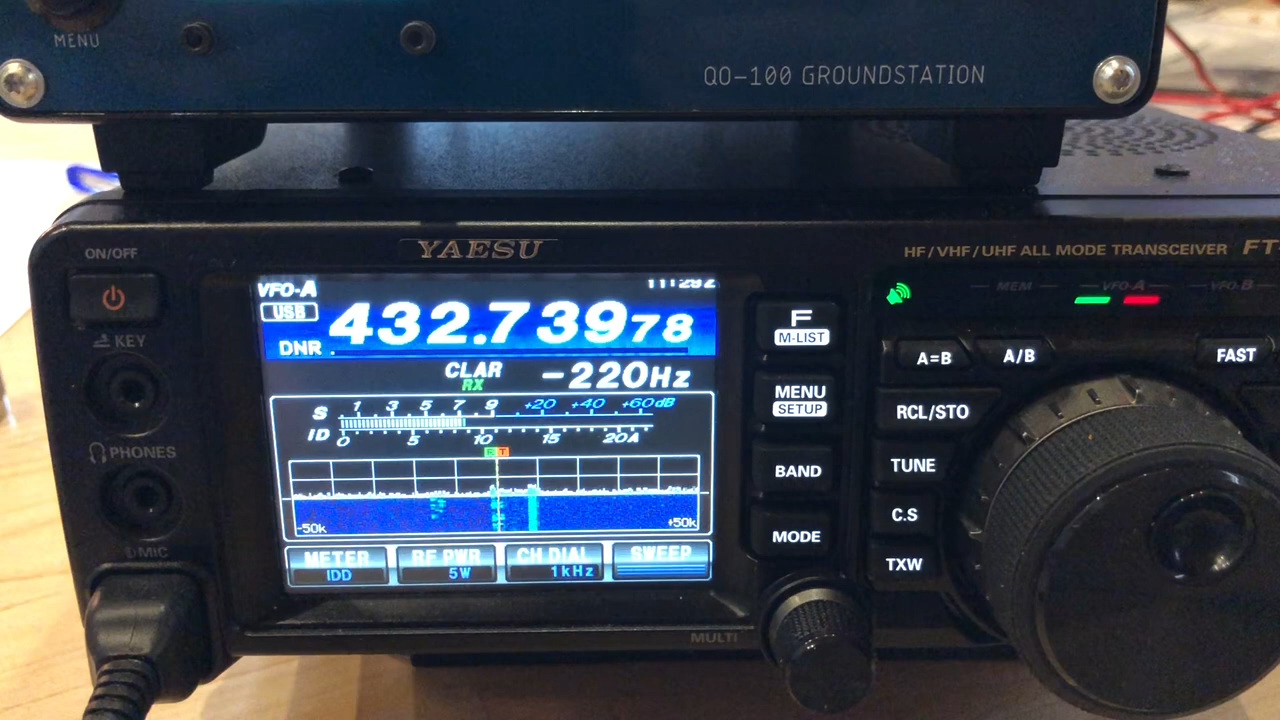 MENU
QO-100 GROUNDSTATION
ON/OFF
YAESU
HF/VHF/UHF ALL MODE TRANSCEIVER FT-
VFO-A
USB
432.739 78
DNR
CLAR
RX
-220Hz
S 1 3 5 7 9 +20 +40 +60dB
ID 0 5 10 15 20A
R T
-50k +50k
METER
IDD
RF PWR
5W
CH DIAL
1kHz
SWEEP
KEY
PHONES
MIC
F
M-LIST
MENU
SETUP
BAND
MODE
MULTI
MEM VFO-A VFO-B
A=B A/B FAST
RCL/STO
TUNE
C.S
TXW